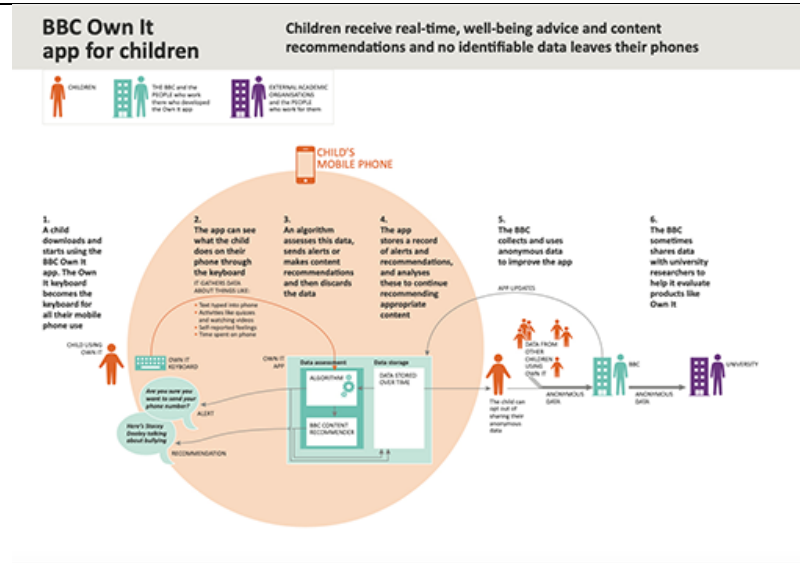 BBC Own It
app for children
Children receive real-time, well-being advice and content
recommendations and no identifiable data leaves their phones
CHILDREN
THE BBC and the
PEOPLE who work
there who developed
the Own It app
EXTERNAL ACADEMIC
ORGANISATIONS
and the PEOPLE
who work for them
CHILD'S
MOBILE PHONE
1.
A child
downloads and
starts using the
BBC Own It
app. The Own
It keyboard
becomes the
keyboard for
all their mobile
phone use
2.
The app can see
what the child
does on their
phone through
the keyboard
IT GATHERS DATA
ABOUT THINGS LIKE:
• Text typed into phone
• Activities like quizzes
and watching videos
• Self-reported feelings
• Time spent on phone
3.
An algorithm
assesses this data,
sends alerts or
makes content
recommendations
and then discards
the data
4.
The app
stores a record
of alerts and
recommendations,
and analyses
these to continue
recommending
appropriate
content
5.
The BBC
collects and uses
anonymous data
to improve the app
6.
The BBC
sometimes
shares data
with university
researchers to
help it evaluate
products like
Own It
APP UPDATES
CHILD USING
OWN IT
OWN IT
KEYBOARD
OWN IT
APP
Data assessment
Data storage
ALGORITHM
DATA STORED
OVER TIME
BBC CONTENT
RECOMMENDER
Are you sure you
want to send your
phone number?
ALERT
Here's Stacey
Dooley talking
about bullying
RECOMMENDATION
DATA FROM
OTHER
CHILDREN
USING
OWN IT
The child can
opt out of
sharing their
anonymous
data
ANONYMOUS
DATA
BBC
ANONYMOUS
DATA
UNIVERSITY